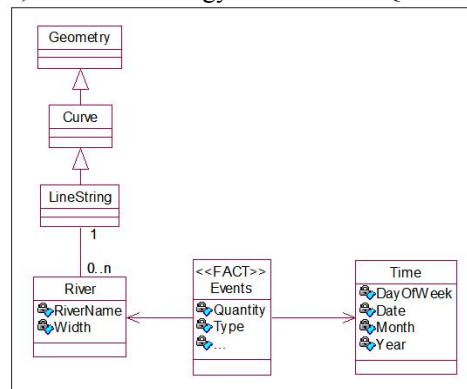 Geometry
Curve
LineString
1
0..n
River
RiverName
Width
<<FACT>>
Events
Quantity
Type
...
Time
DayOfWeek
Date
Month
Year